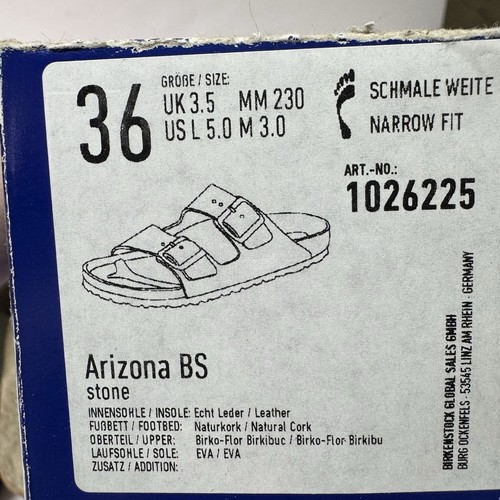 36
GRÖBE / SIZE:
UK 3.5 MM 230
US L 5.0 M 3.0
SCHMALE WEITE
NARROW FIT
ART.-NO.:
1026225
Arizona BS
stone
INNENSOHLE / INSOLE: Echt Leder / Leather
FUßBETT / FOOTBED: Naturkork / Natural Cork
OBERTEIL / UPPER: Birko-Flor Birkibuc / Birko-Flor Birkibu
LAUFSOHLE / SOLE: EVA / EVA
ZUSATZ / ADDITION:
BIRKENSTOCK GLOBAL SALES GMBH
BURG OCKENFELS · 53545 LINZ AM RHEIN · GERMANY